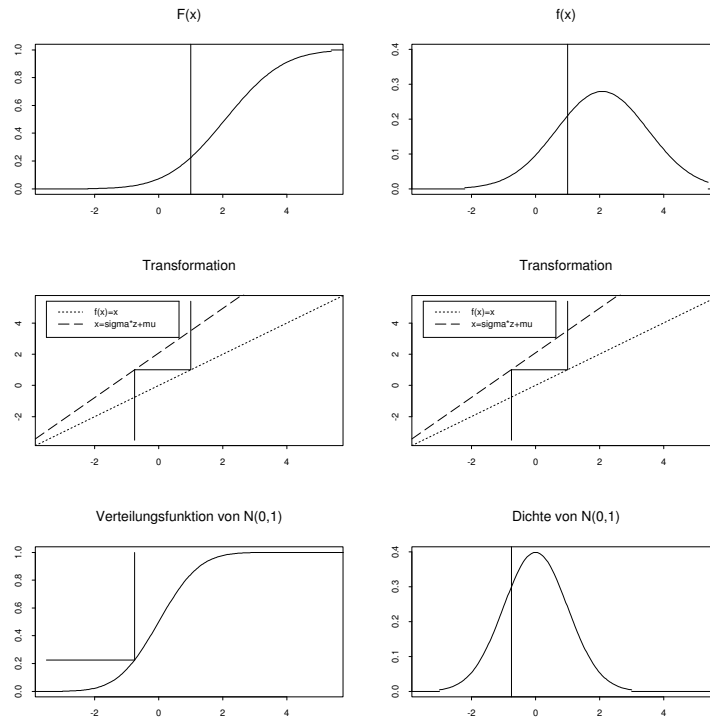 F(x)
0.0 0.2 0.4 0.6 0.8 1.0
-2 0 2 4
f(x)
0.0 0.1 0.2 0.3 0.4
-2 0 2 4
Transformation
f(x)=x
x=sigma*z+mu
-2 0 2 4
-2 0 2 4
Transformation
f(x)=x
x=sigma*z+mu
-2 0 2 4
-2 0 2 4
Verteilungsfunktion von N(0,1)
0.0 0.2 0.4 0.6 0.8 1.0
-2 0 2 4
Dichte von N(0,1)
0.0 0.1 0.2 0.3 0.4
-2 0 2 4